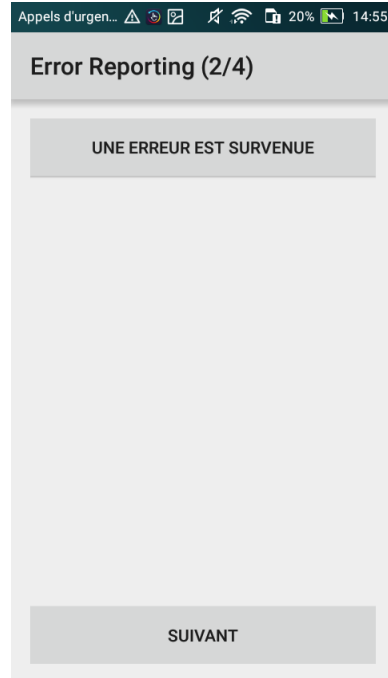 Appels d'urgen... 20% 14:55
Error Reporting (2/4)
UNE ERREUR EST SURVENUE
SUIVANT